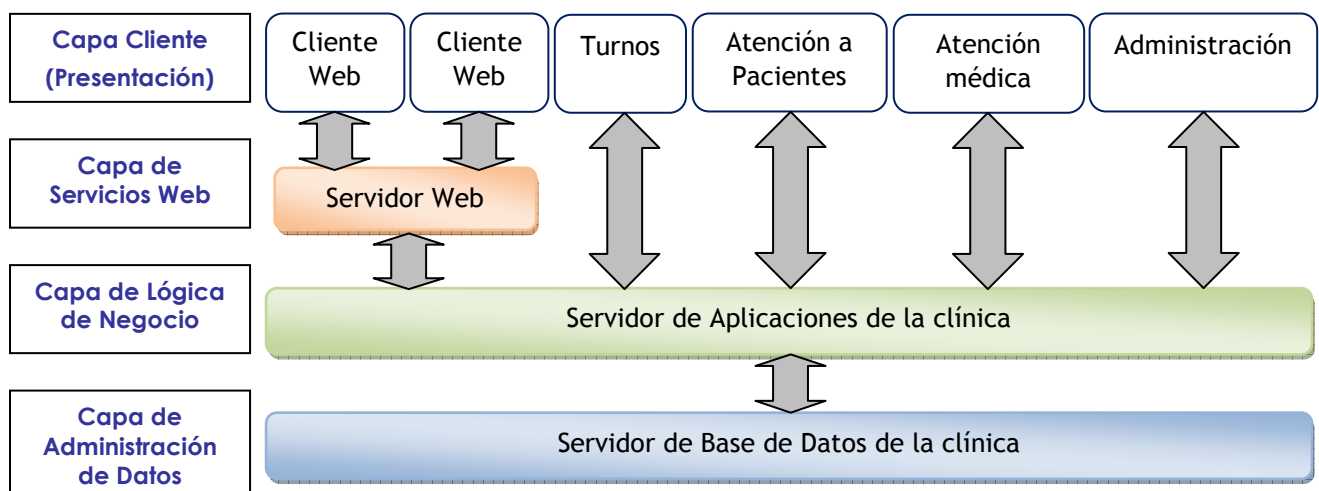 Capa Cliente
(Presentación)
Cliente
Web
Cliente
Web
Turnos
Atención a
Pacientes
Atención
médica
Administración
Capa de
Servicios Web
Servidor Web
Capa de Lógica
de Negocio
Servidor de Aplicaciones de la clínica
Capa de
Administración
de Datos
Servidor de Base de Datos de la clínica